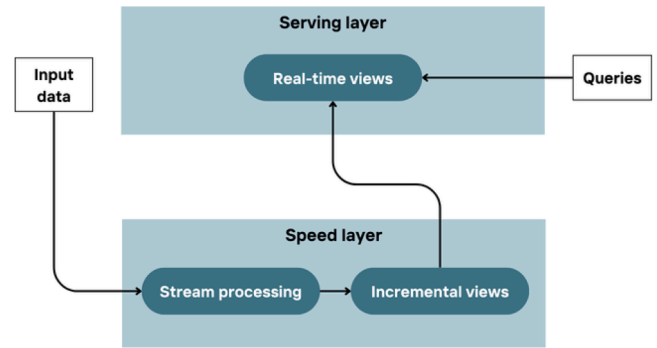 Serving layer
Input
data
Real-time views
Queries
Speed layer
Stream processing
Incremental views